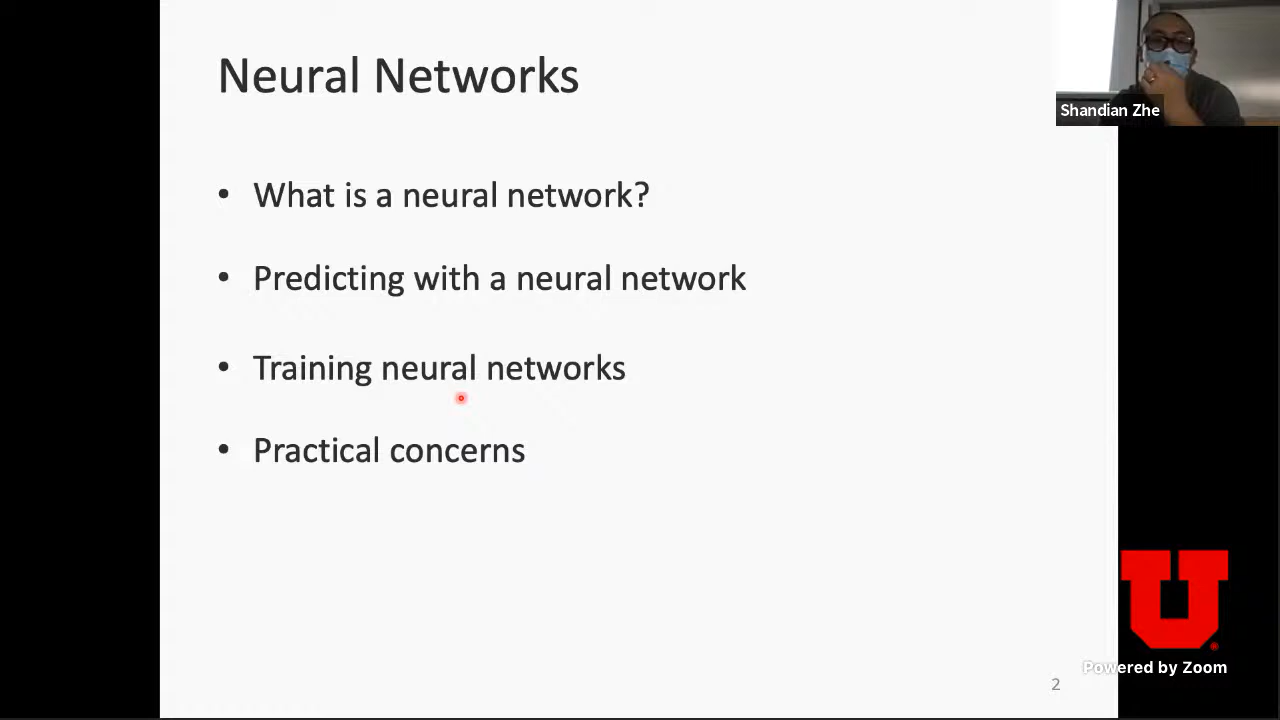 Neural Networks
Shandian Zhe
• What is a neural network?
• Predicting with a neural network
• Training neural networks
• Practical concerns
U
Powered by Zoom
2